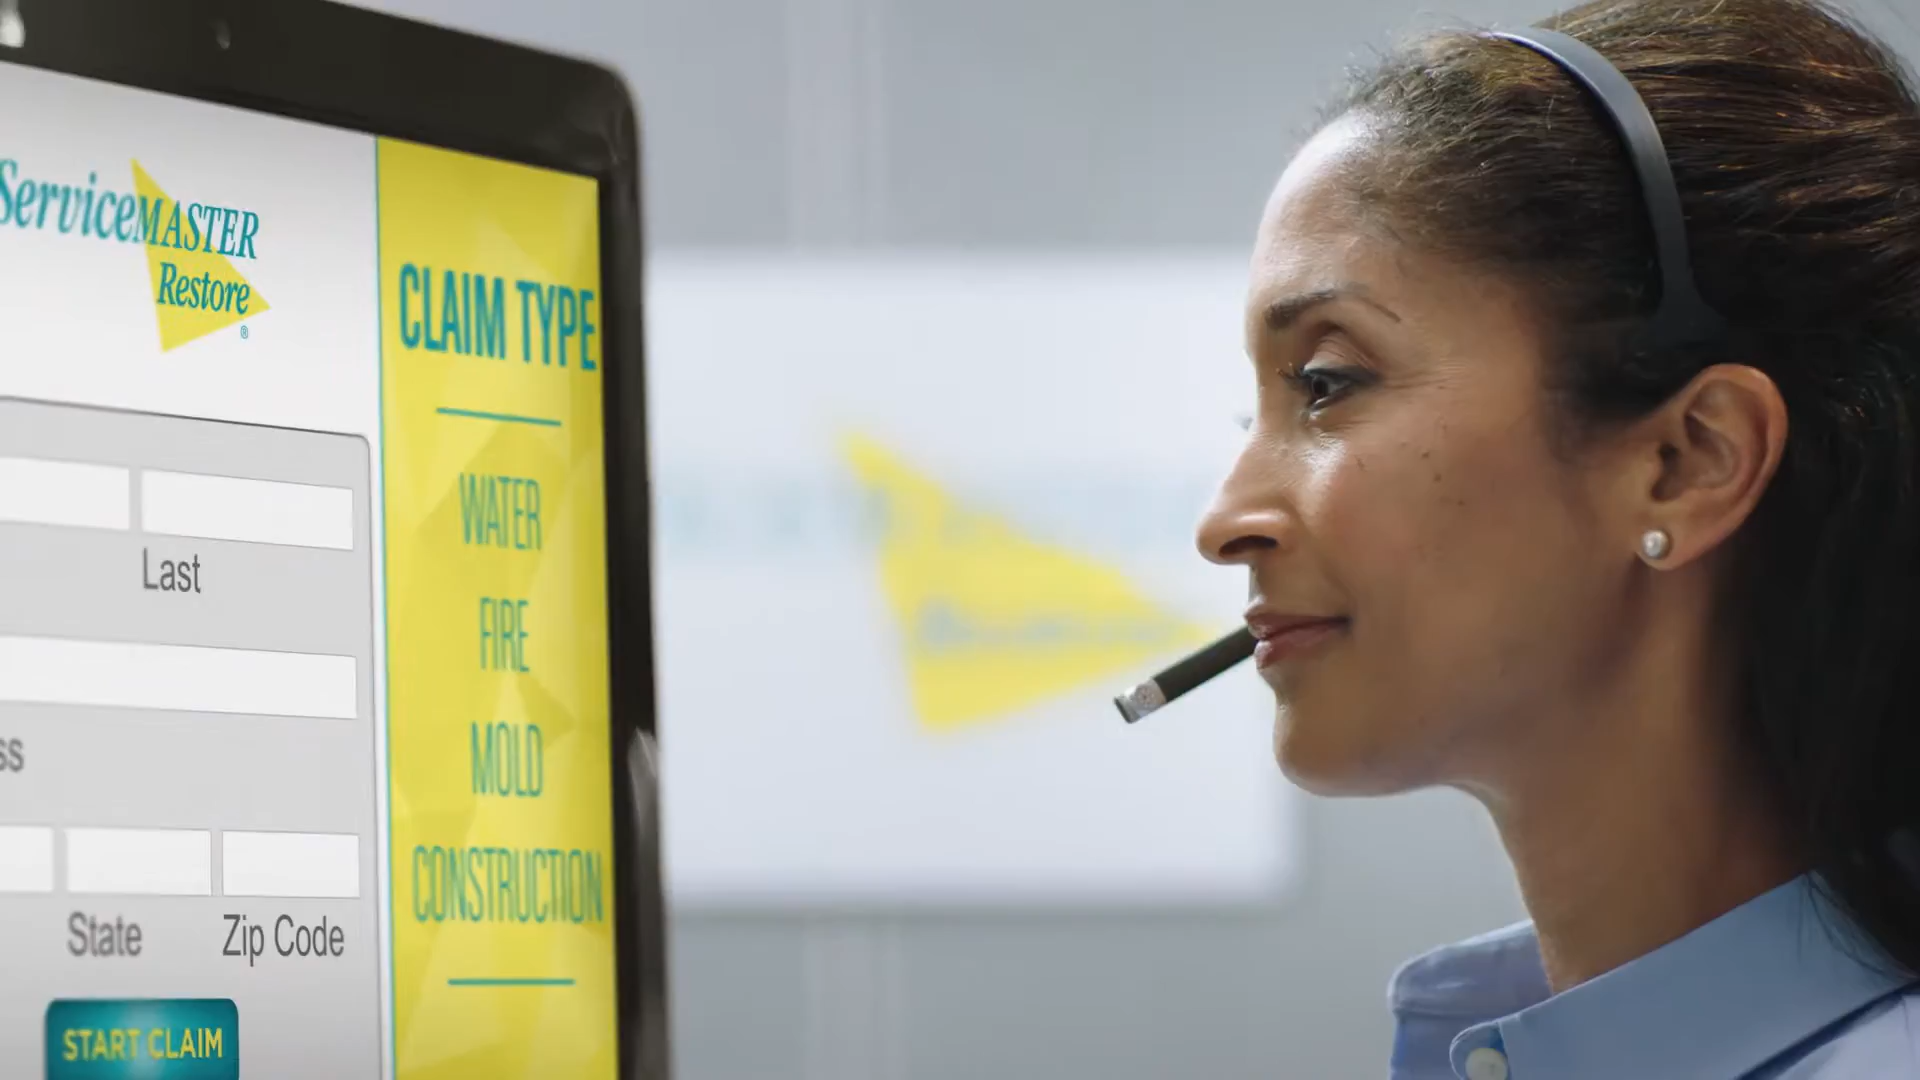 ServiceMASTER
Restore
®
CLAIM TYPE
WATER
FIRE
MOLD
CONSTRUCTION
Last
ss
State
Zip Code
START CLAIM